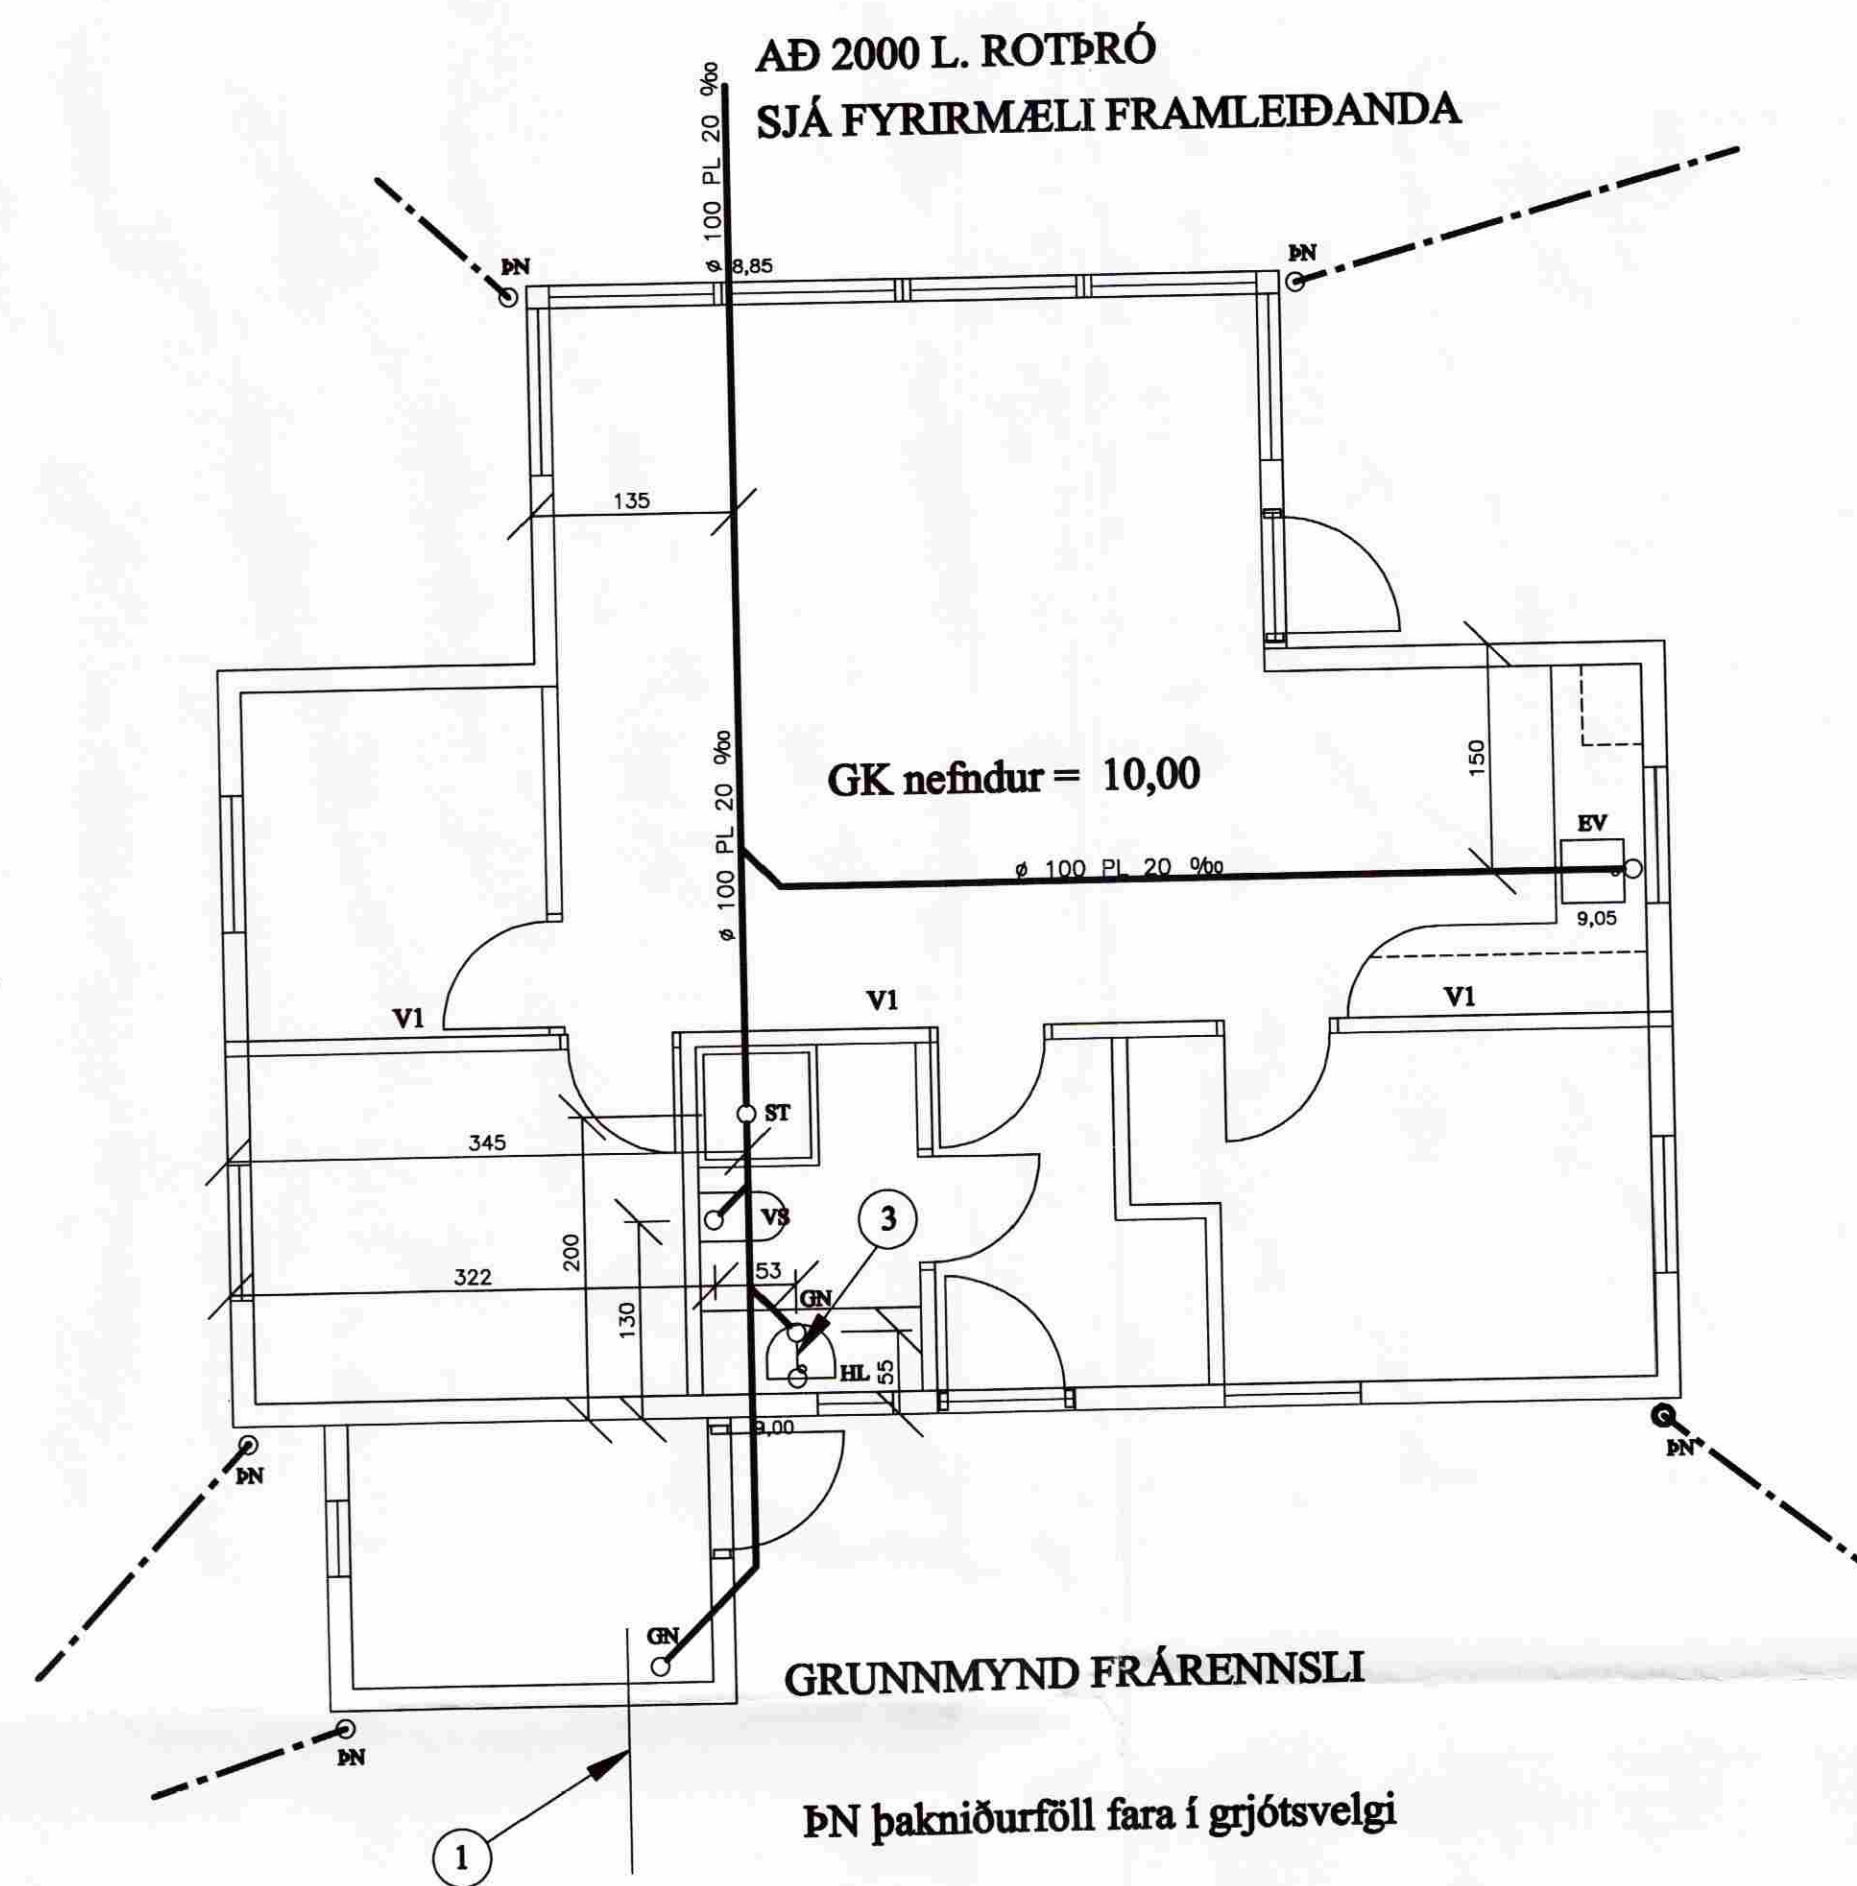 AÐ 2000 L. ROTÞRÓ
SJÁ FYRIRMÆLI FRAMLEIÐANDA
ø 100 PL 20 ‰
8,85
ÞN
ÞN
135
ø 100 PL 20 ‰
GK nefndur = 10,00
150
EV
ø 100 PL 20 ‰
9,05
V1
V1
V1
ST
345
VS
3
200
322
53
130
GN
HL
55
9,00
ÞN
ÞN
GN
GRUNNMYND FRÁRENNSLI
ÞN
ÞN þakniðurföll fara í grjótsvelgi
1